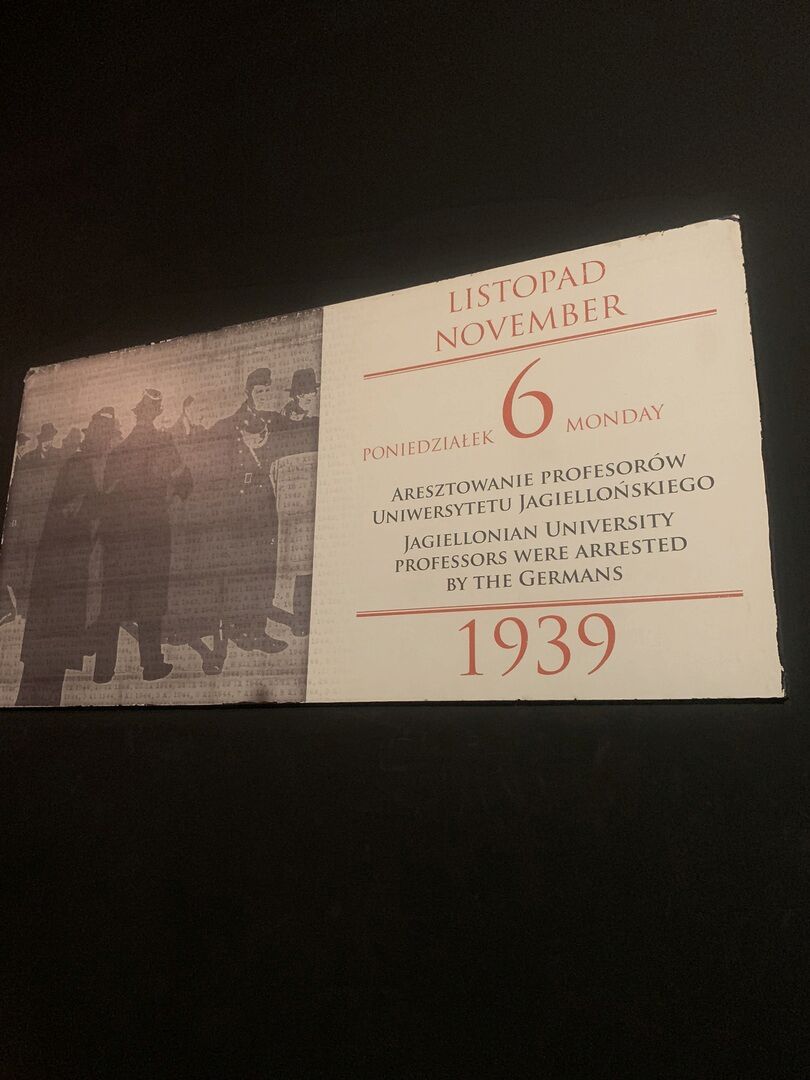 LISTOPAD
NOVEMBER
PONIEDZIAŁEK 6 MONDAY
ARESZTOWANIE PROFESORÓW
UNIWERSYTETU JAGIELLOŃSKIEGO
JAGIELLONIAN UNIVERSITY
PROFESSORS WERE ARRESTED
BY THE GERMANS
1939